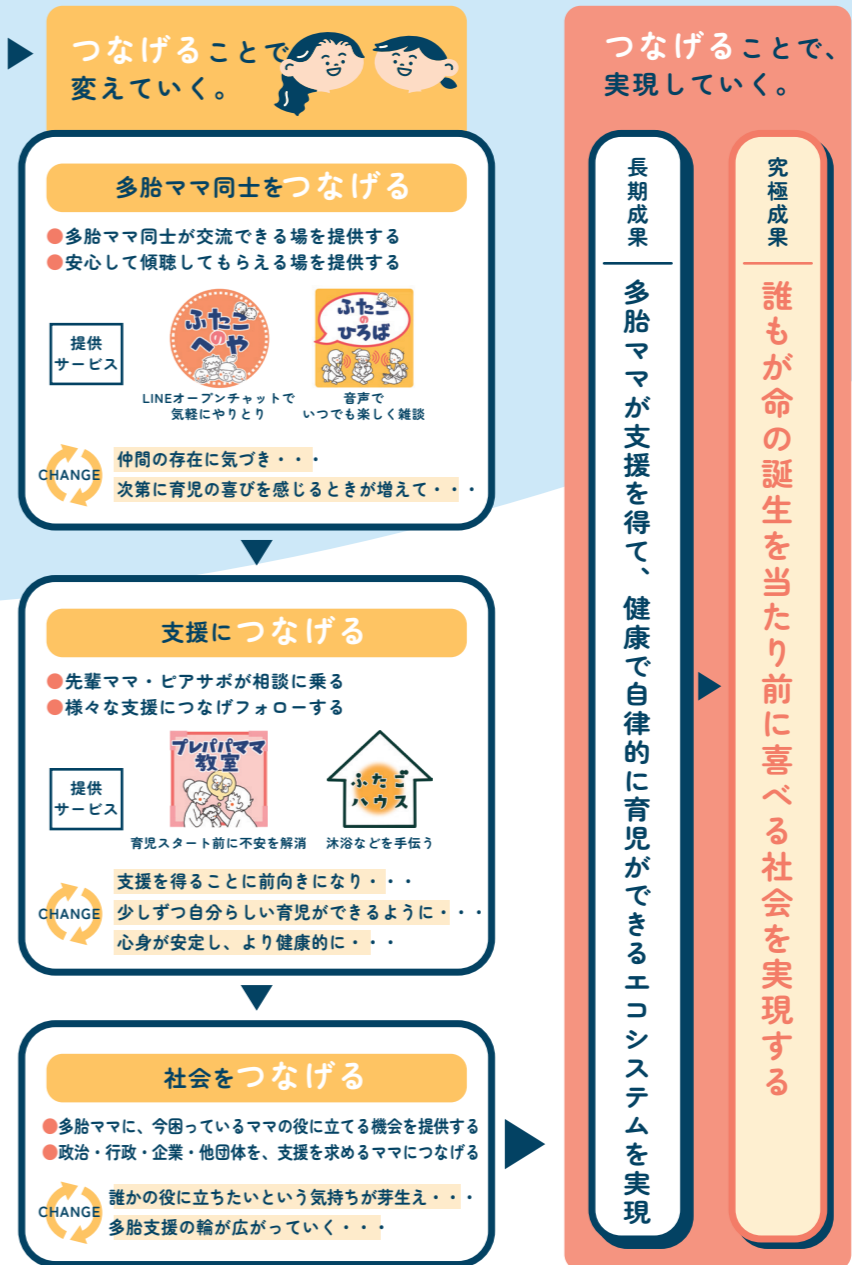 つなげることで
変えていく。
多胎ママ同士をつなげる
●多胎ママ同士が交流できる場を提供する
●安心して傾聴してもらえる場を提供する
提供
サービス
ふたご
の
へや
LINEオープンチャットで
気軽にやりとり
ふたご
の
ひろば
音声で
いつでも楽しく雑談
CHANGE
仲間の存在に気づき・・・
次第に育児の喜びを感じるときが増えて・・・
支援につなげる
●先輩ママ・ピアサポが相談に乗る
●様々な支援につなげフォローする
提供
サービス
プレパパママ
教室
育児スタート前に不安を解消
ふたご
ハウス
沐浴などを手伝う
CHANGE
支援を得ることに前向きになり・・・
少しずつ自分らしい育児ができるように・・・
心身が安定し、より健康的に・・・
社会をつなげる
●多胎ママに、今困っているママの役に立てる機会を提供する
●政治・行政・企業・他団体を、支援を求めるママにつなげる
CHANGE
誰かの役に立ちたいという気持ちが芽生え・・・
多胎支援の輪が広がっていく・・・
つなげることで、
実現していく。
長期成果
多胎ママが支援を得て、健康で自律的に育児ができるエコシステムを実現
究極成果
誰もが命の誕生を当たり前に喜べる社会を実現する